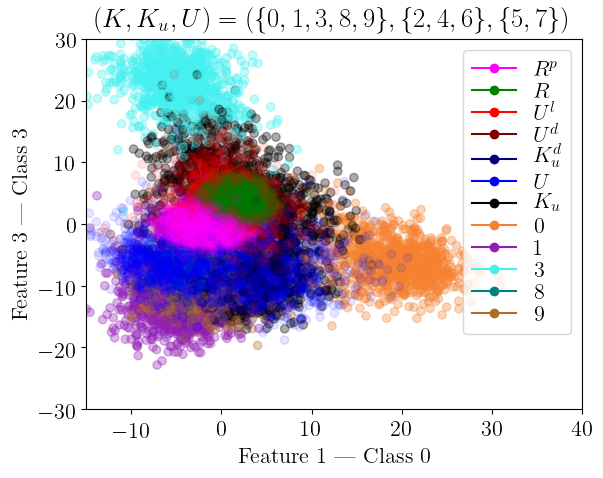 (K, K_u, U) = ({0, 1, 3, 8, 9}, {2, 4, 6}, {5, 7})
30
20
10
0
−10
−20
−30
Feature 3 — Class 3
R^p
R
U^l
U^d
K_u^d
U
K_u
0
1
3
8
9
−10
0
10
20
30
40
Feature 1 — Class 0